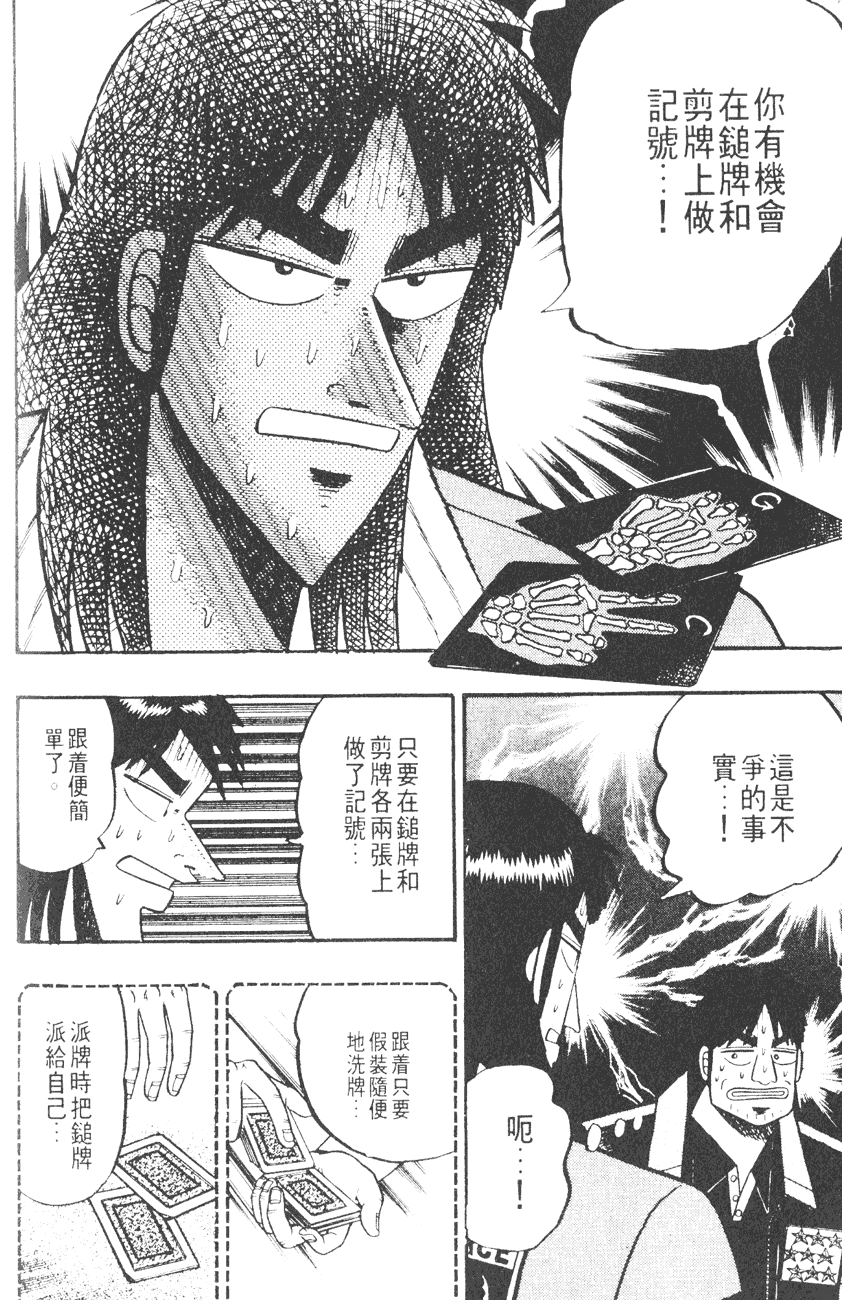 你有機會
在鎚牌和
剪牌上做
記號…！
這是不
爭的事
實…！
呃…！
只要在鎚牌和
剪牌各兩張上
做了記號…
跟着便簡
單了。
跟着只要
假裝隨便
地洗牌…
派牌時把鎚牌
派給自己…